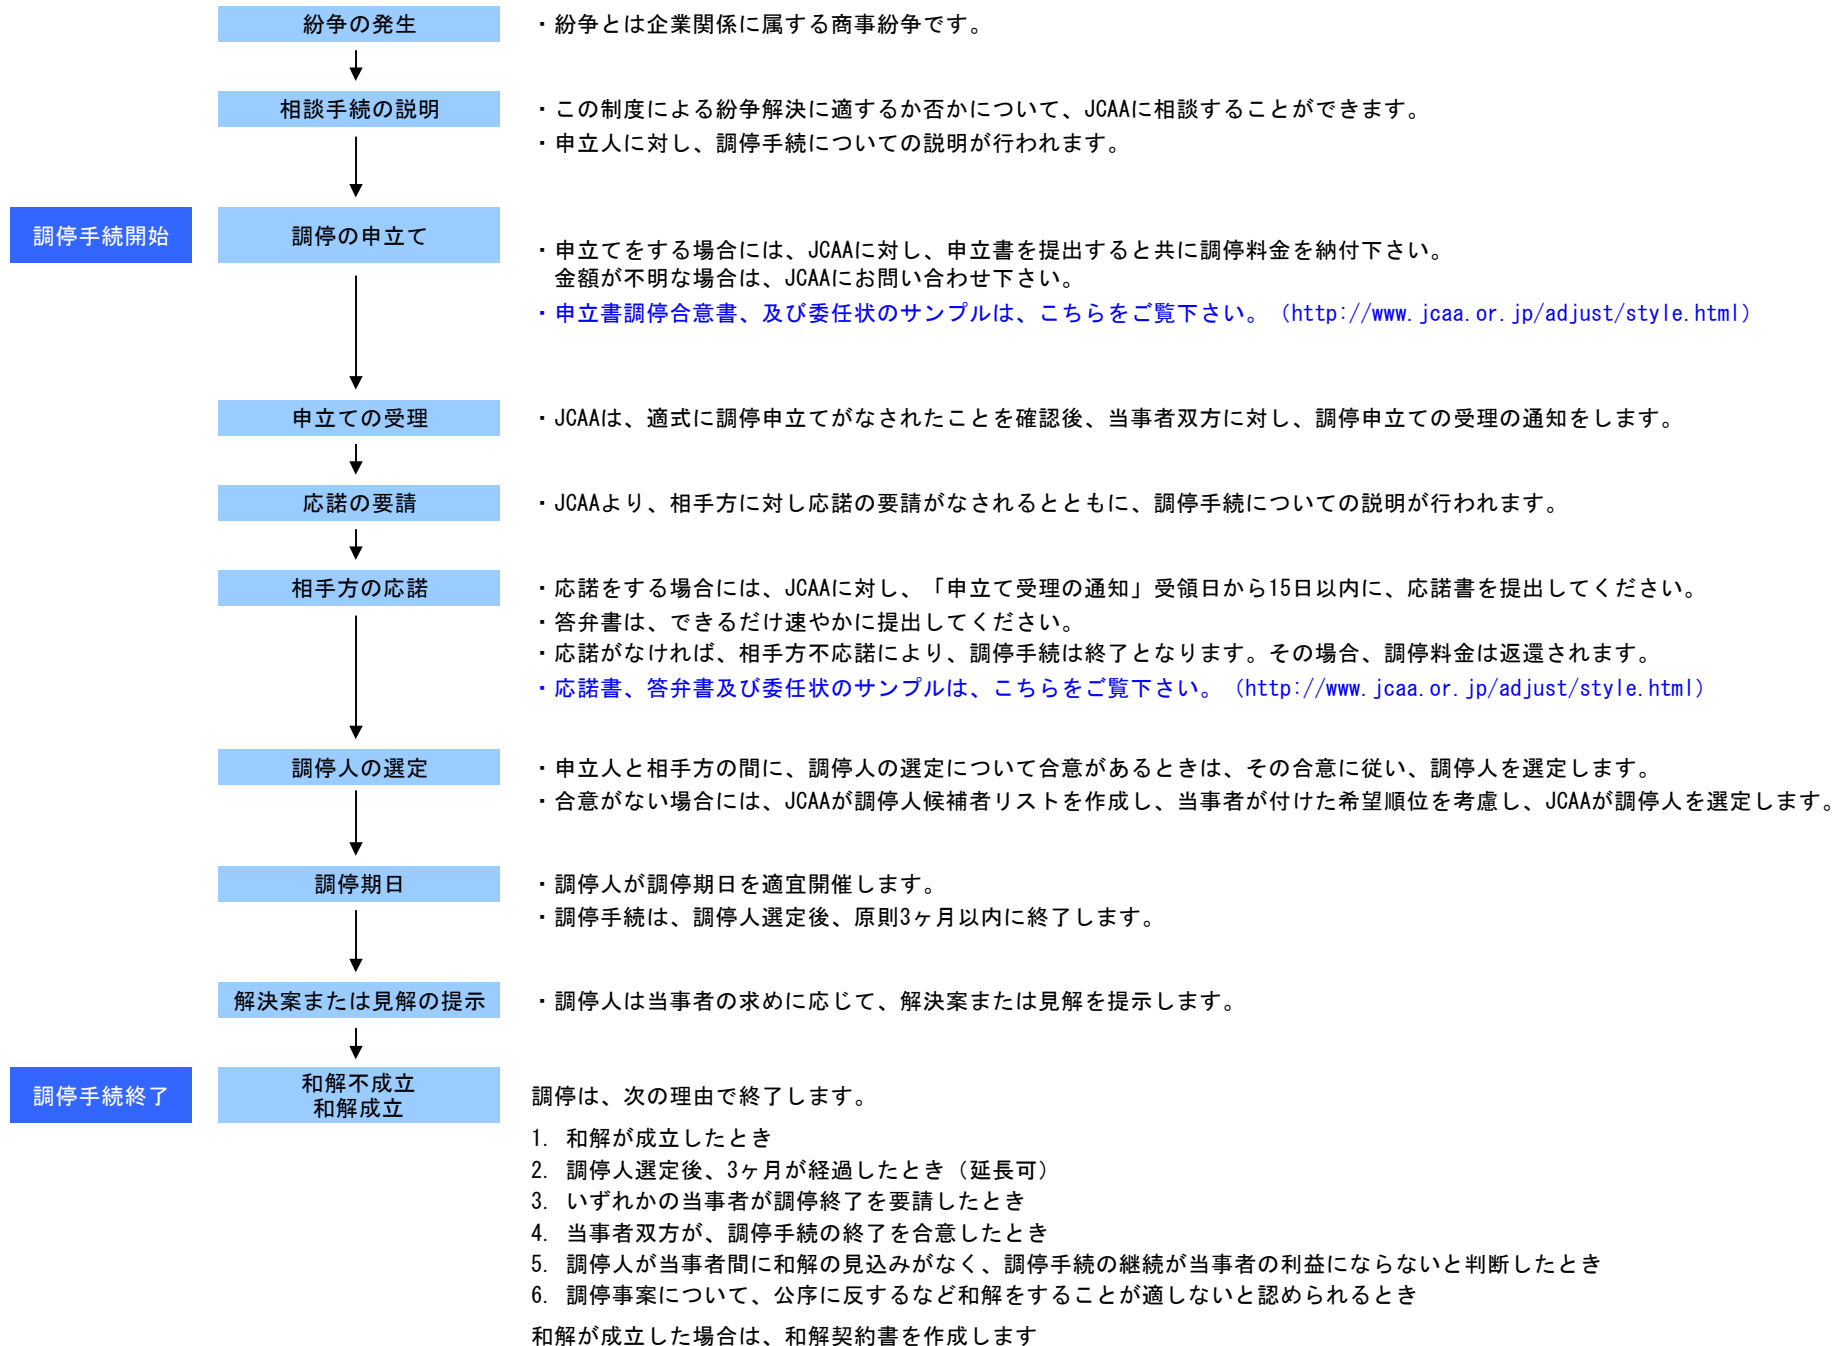 紛争の発生
・紛争とは企業関係に属する商事紛争です。
相談手続の説明
・この制度による紛争解決に適するか否かについて、JCAAに相談することができます。
・申立人に対し、調停手続についての説明が行われます。
調停手続開始
調停の申立て
・申立てをする場合には、JCAAに対し、申立書を提出すると共に調停料金を納付下さい。
金額が不明な場合は、JCAAにお問い合わせ下さい。
・申立書調停合意書、及び委任状のサンプルは、こちらをご覧下さい。（http://www.jcaa.or.jp/adjust/style.html）
申立ての受理
・JCAAは、適式に調停申立てがなされたことを確認後、当事者双方に対し、調停申立ての受理の通知をします。
応諾の要請
・JCAAより、相手方に対し応諾の要請がなされるとともに、調停手続についての説明が行われます。
相手方の応諾
・応諾をする場合には、JCAAに対し、「申立て受理の通知」受領日から15日以内に、応諾書を提出してください。
・答弁書は、できるだけ速やかに提出してください。
・応諾がなければ、相手方不応諾により、調停手続は終了となります。その場合、調停料金は返還されます。
・応諾書、答弁書及び委任状のサンプルは、こちらをご覧下さい。（http://www.jcaa.or.jp/adjust/style.html）
調停人の選定
・申立人と相手方の間に、調停人の選定について合意があるときは、その合意に従い、調停人を選定します。
・合意がない場合には、JCAAが調停人候補者リストを作成し、当事者が付けた希望順位を考慮し、JCAAが調停人を選定します。
調停期日
・調停人が調停期日を適宜開催します。
・調停手続は、調停人選定後、原則3ヶ月以内に終了します。
解決案または見解の提示
・調停人は当事者の求めに応じて、解決案または見解を提示します。
調停手続終了
和解不成立
和解成立
調停は、次の理由で終了します。
1. 和解が成立したとき
2. 調停人選定後、3ヶ月が経過したとき（延長可）
3. いずれかの当事者が調停終了を要請したとき
4. 当事者双方が、調停手続の終了を合意したとき
5. 調停人が当事者間に和解の見込みがなく、調停手続の継続が当事者の利益にならないと判断したとき
6. 調停事案について、公序に反するなど和解をすることが適しないと認められるとき
和解が成立した場合は、和解契約書を作成します